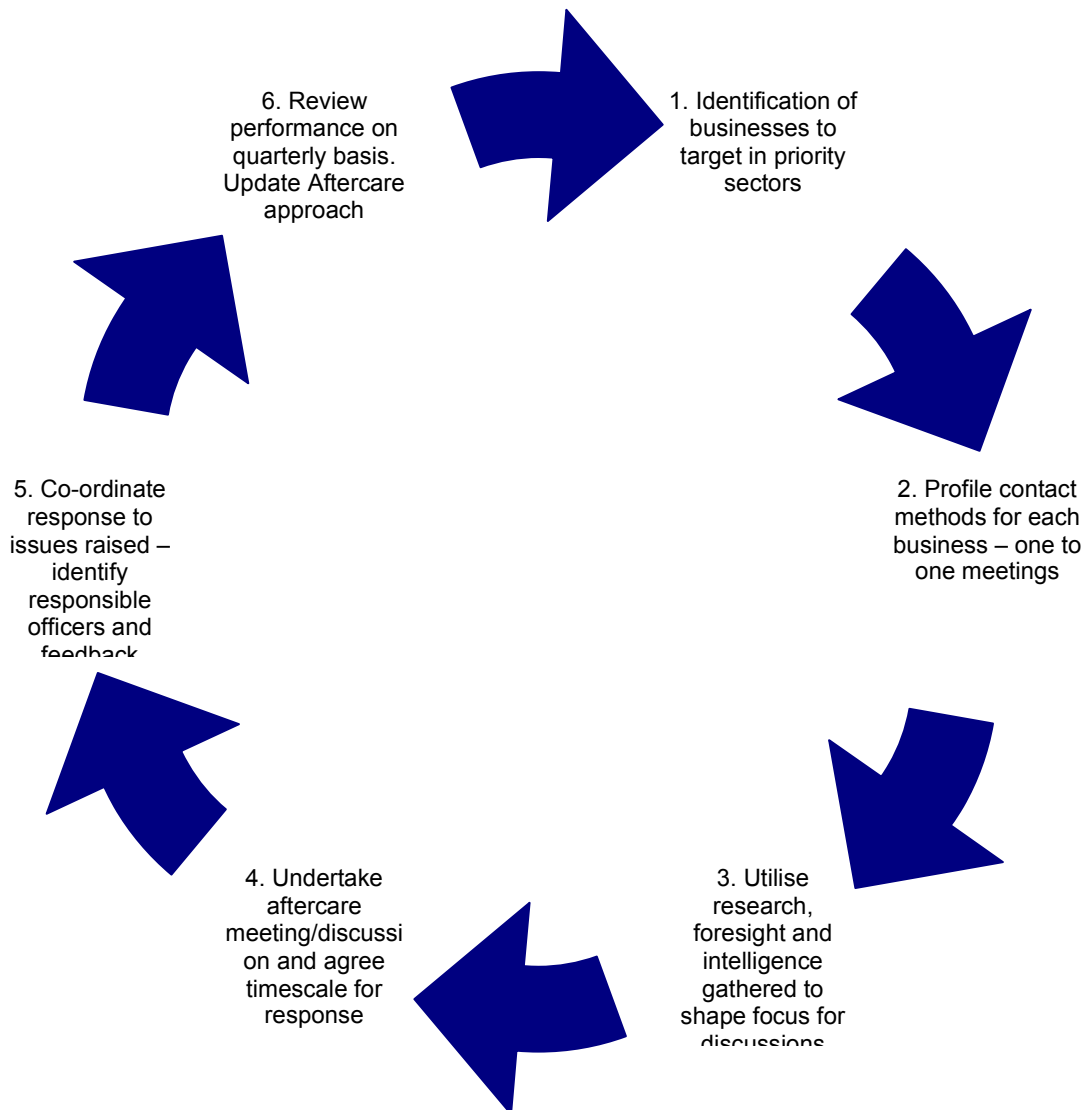 1. Identification of
businesses to
target in priority
sectors
2. Profile contact
methods for each
business – one to
one meetings
3. Utilise
research,
foresight and
intelligence
gathered to
shape focus for
discussions
4. Undertake
aftercare
meeting/discussi
on and agree
timescale for
response
5. Co-ordinate
response to
issues raised –
identify
responsible
officers and
feedback
6. Review
performance on
quarterly basis.
Update Aftercare
approach